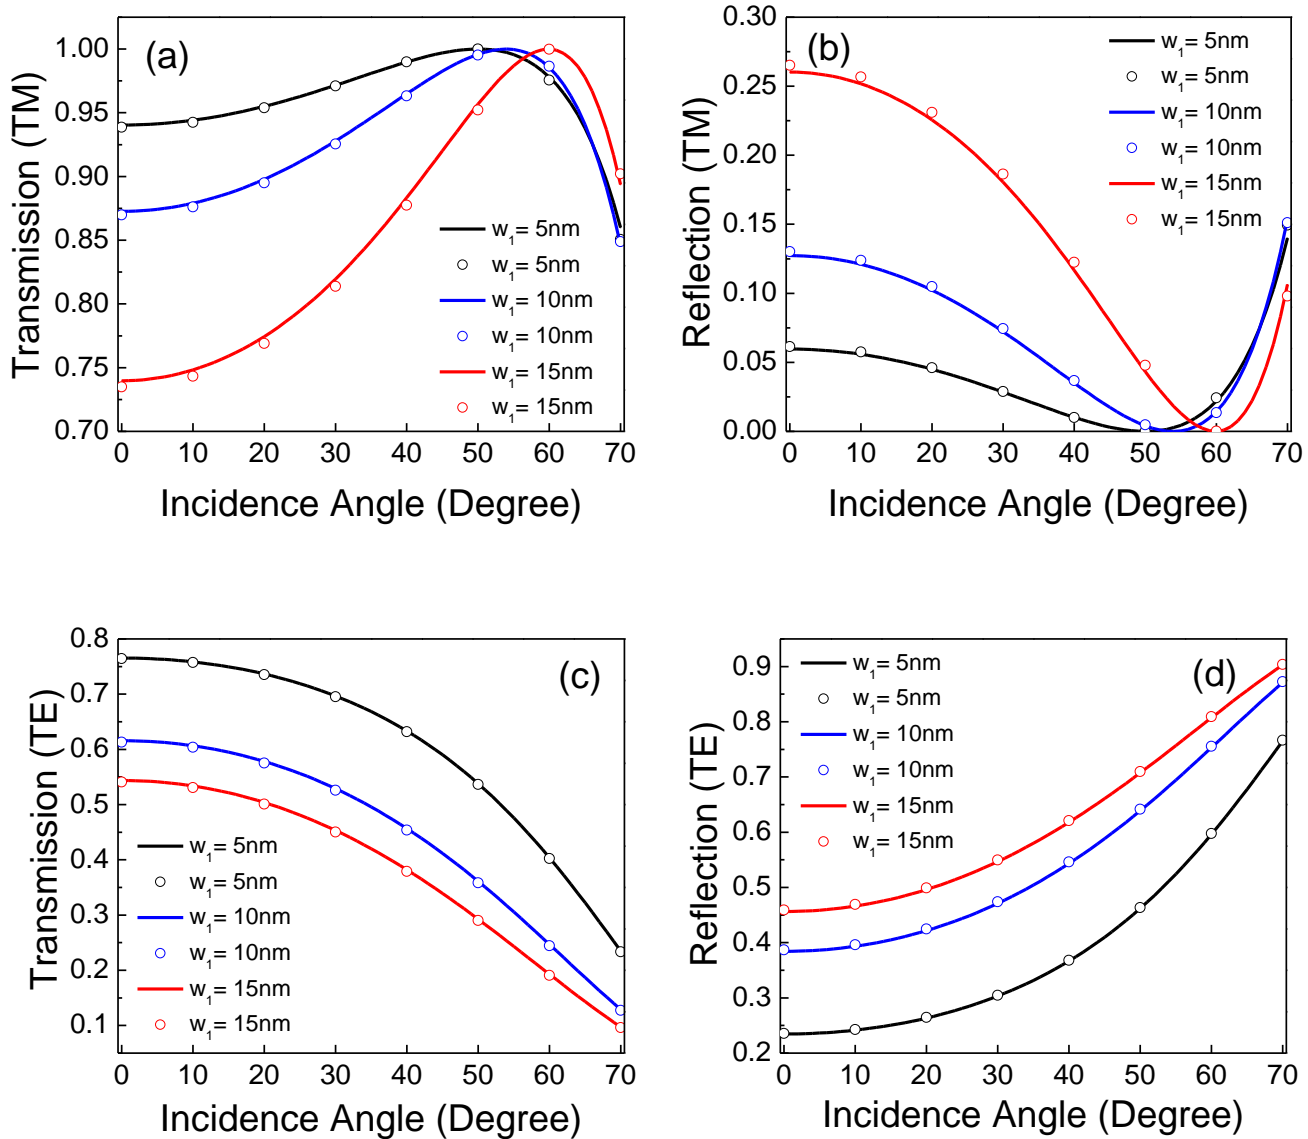 (a)
Transmission (TM)
1.00
0.95
0.90
0.85
0.80
0.75
0.70
w₁= 5nm
w₁= 5nm
w₁= 10nm
w₁= 10nm
w₁= 15nm
w₁= 15nm
0 10 20 30 40 50 60 70
Incidence Angle (Degree)
(b)
Reflection (TM)
0.30
0.25
0.20
0.15
0.10
0.05
0.00
w₁= 5nm
w₁= 5nm
w₁= 10nm
w₁= 10nm
w₁= 15nm
w₁= 15nm
0 10 20 30 40 50 60 70
Incidence Angle (Degree)
(c)
Transmission (TE)
0.8
0.7
0.6
0.5
0.4
0.3
0.2
0.1
w₁= 5nm
w₁= 5nm
w₁= 10nm
w₁= 10nm
w₁= 15nm
w₁= 15nm
0 10 20 30 40 50 60 70
Incidence Angle (Degree)
(d)
Reflection (TE)
0.9
0.8
0.7
0.6
0.5
0.4
0.3
0.2
w₁= 5nm
w₁= 5nm
w₁= 10nm
w₁= 10nm
w₁= 15nm
w₁= 15nm
0 10 20 30 40 50 60 70
Incidence Angle (Degree)